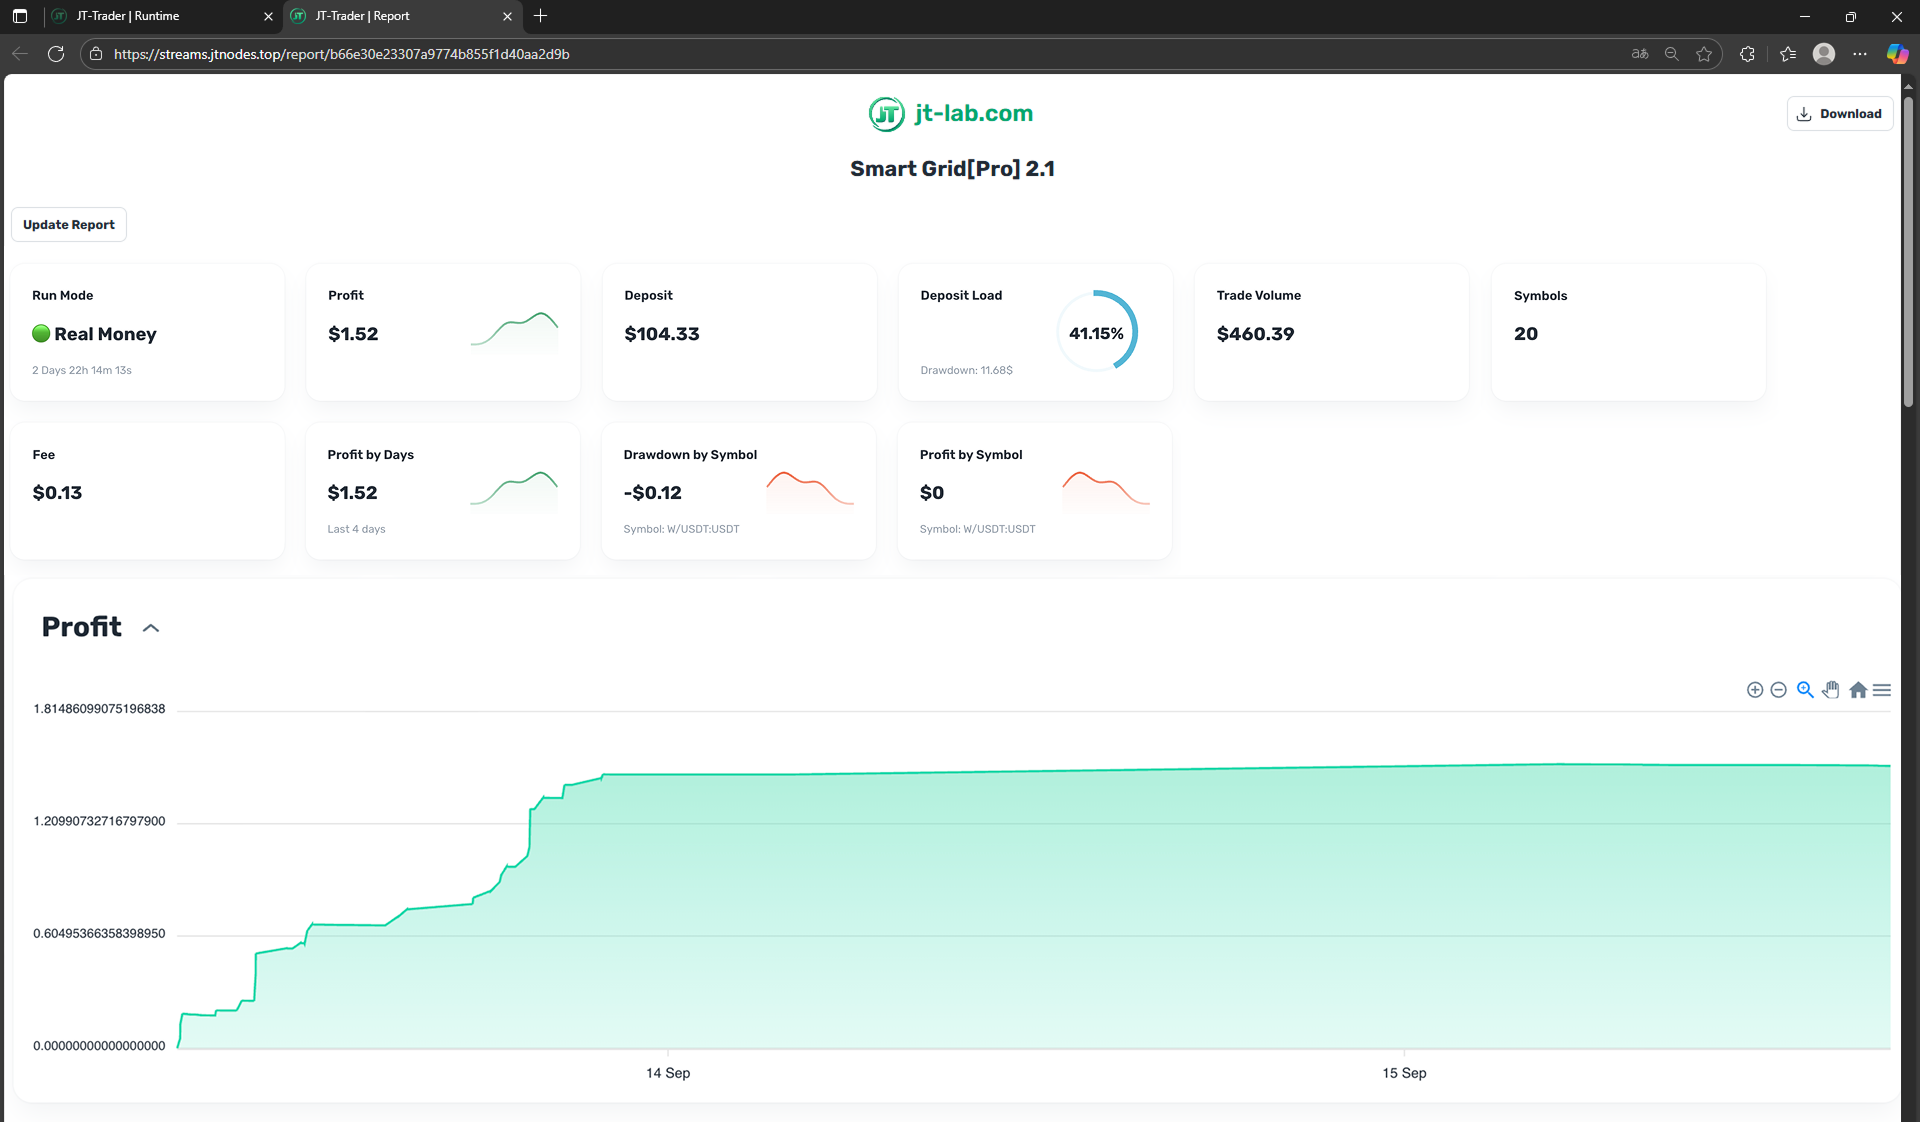 JT-Trader | Runtime
JT-Trader | Report
https://streams.jtnodes.top/report/b66e30e23307a9774b855f1d40aa2d9b
JT jt-lab.com
Download
Smart Grid[Pro] 2.1
Update Report
Run Mode
Real Money
2 Days 22h 14m 13s
Profit
$1.52
Deposit
$104.33
Deposit Load
41.15%
Drawdown: 11.68$
Trade Volume
$460.39
Symbols
20
Fee
$0.13
Profit by Days
$1.52
Last 4 days
Drawdown by Symbol
-$0.12
Symbol: W/USDT:USDT
Profit by Symbol
$0
Symbol: W/USDT:USDT
Profit
1.81486099075196838
1.20990732716797900
0.60495366358398950
0.00000000000000000
14 Sep
15 Sep